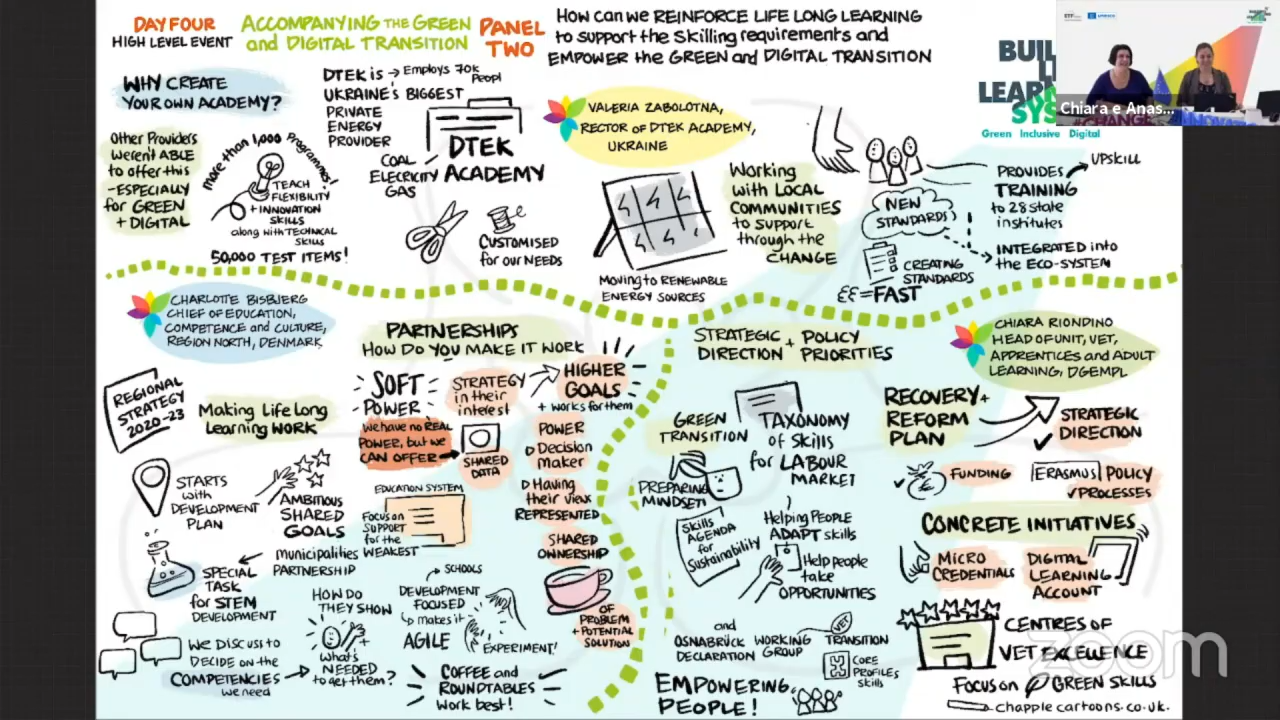 DAY FOUR
HIGH LEVEL EVENT
ACCOMPANYING THE GREEN
and DIGITAL TRANSITION
PANEL
TWO
HOW can we REINFORCE LIFE LONG LEARNING
to support the Skilling requirements and
EMPOWER the GREEN and DIGITAL TRANSITION
WHY CREATE
YOUR OWN ACADEMY?
Other Providers
weren't ABLE
to offer this
-ESPECIALLY
for GREEN
+ DIGITAL
more than 1,000 Programmes!
TEACH
FLEXIBILITY
+ INNOVATION
SKILLS
along with TECHNICAL
SKILLS
50,000 TEST ITEMS!
DTEK is → Employs 70K
Peopl
UKRAINE'S BIGGEST
PRIVATE
ENERGY
PROVIDER
COAL
ELECTRICITY
GAS
DTEK
ACADEMY
CUSTOMISED
for our NEEDS
VALERIA ZABOLOTNA,
RECTOR OF DTEK ACADEMY,
UKRAINE
Moving to RENEWABLE
ENERGY SOURCES
Working
with LOCAL
COMMUNITIES
to SUPPORT
through the
CHANGE
NEW
STANDARDS
CREATING
STANDARDS
=FAST
PROVIDES
TRAINING
to 28 state
institutes
UPSKILL
INTEGRATED into
the ECO-SYSTEM
BUIL
LEAR
SYS
Green Inclusive Digital
ETF
Chiara e Anas...
CHARLOTTE BISBJERG
CHIEF OF EDUCATION,
COMPETENCE and CULTURE,
REGION NORTH, DENMARK
REGIONAL
STRATEGY
2020-23
Making Life Long
Learning WORK
STARTS
with
DEVELOPMENT
PLAN
AMBITIOUS
SHARED
GOALS
municipalities
PARTNERSHIP
SPECIAL
TASK
for STEM
DEVELOPMENT
WE DISCUSS to
DECIDE on the
COMPETENCIES
we need
HOW DO
THEY SHOW
+
WHAT'S
NEEDED
to get them?
PARTNERSHIPS
HOW DO YOU MAKE IT WORK
SOFT
POWER
we have no REAL
POWER, but we
CAN OFFER
STRATEGY
in their
interest
SHARED
DATA
HIGHER
GOALS
+ works for them
POWER
Decision
maker
Having
their views
REPRESENTED
SHARED
OWNERSHIP
OF
PROBLEM
+ POTENTIAL
SOLUTION
EDUCATION SYSTEM
Focus on
SUPPORT
for the
WEAKEST
SCHOOLS
DEVELOPMENT
FOCUSED
makes it
AGILE
EXPERIMENT!
COFFEE and
ROUNDTABLES
WORK best!
STRATEGIC + POLICY
DIRECTION PRIORITIES
GREEN
TRANSITION
PREPARING
MINDSET!
TAXONOMY
of Skills
for LABOUR
MARKET
Skills
AGENDA
for
Sustainability
Helping PEOPLE
ADAPT skills
Help people
take
OPPORTUNITIES
and
OSNABRÜCK
DECLARATION
WORKING
GROUP
TRANSITION
CORE
PROFILES
Skills
EMPOWERING
PEOPLE!
CHIARA RIONDINO
HEAD OF UNIT, VET,
APPRENTICES and ADULT
LEARNING, DGEMPL
RECOVERY +
REFORM
PLAN
STRATEGIC
DIRECTION
FUNDING
ERASMUS POLICY
PROCESSES
CONCRETE INITIATIVES
MICRO
CREDENTIALS
DIGITAL
LEARNING
ACCOUNT
CENTRES OF
VET EXCELLENCE
FOCUS on GREEN SKILLS
chapplecartoons.co.uk.
zoom